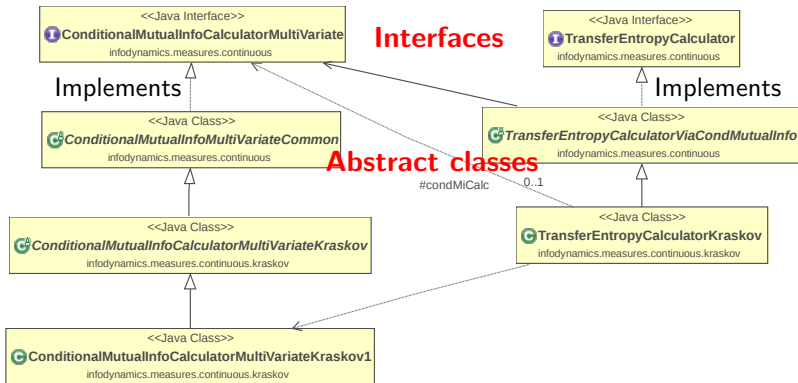 <<Java Interface>>
ConditionalMutualInfoCalculatorMultiVariate
infodynamics.measures.continuous
Interfaces
<<Java Interface>>
TransferEntropyCalculator
infodynamics.measures.continuous
Implements
Implements
<<Java Class>>
ConditionalMutualInfoMultiVariateCommon
infodynamics.measures.continuous
<<Java Class>>
TransferEntropyCalculatorViaCondMutualInfo
infodynamics.measures.continuous
Abstract classes
#condMiCalc
0..1
<<Java Class>>
ConditionalMutualInfoCalculatorMultiVariateKraskov
infodynamics.measures.continuous.kraskov
<<Java Class>>
TransferEntropyCalculatorKraskov
infodynamics.measures.continuous.kraskov
<<Java Class>>
ConditionalMutualInfoCalculatorMultiVariateKraskov1
infodynamics.measures.continuous.kraskov